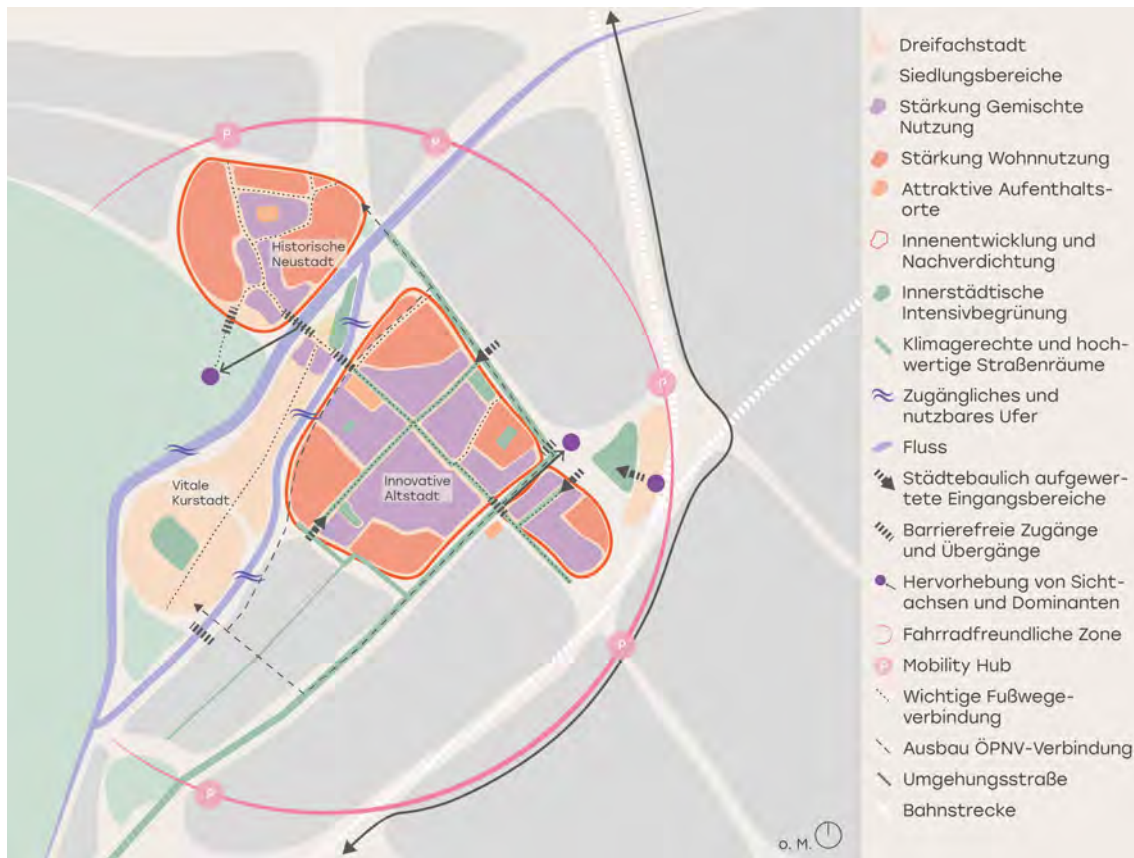 P
P
Historische
Neustadt
P
Vitale
Kurstadt
Innovative
Altstadt
P
P
o. M.
Dreifachstadt
Siedlungsbereiche
Stärkung Gemischte
Nutzung
Stärkung Wohnnutzung
Attraktive Aufenthalts-
orte
Innenentwicklung und
Nachverdichtung
Innerstädtische
Intensivbegrünung
Klimagerechte und hoch-
wertige Straßenräume
Zugängliches und
nutzbares Ufer
Fluss
Städtebaulich aufgewer-
tete Eingangsbereiche
Barrierefreie Zugänge
und Übergänge
Hervorhebung von Sicht-
achsen und Dominanten
Fahrradfreundliche Zone
P
Mobility Hub
Wichtige Fußwege-
verbindung
Ausbau ÖPNV-Verbindung
Umgehungsstraße
Bahnstrecke